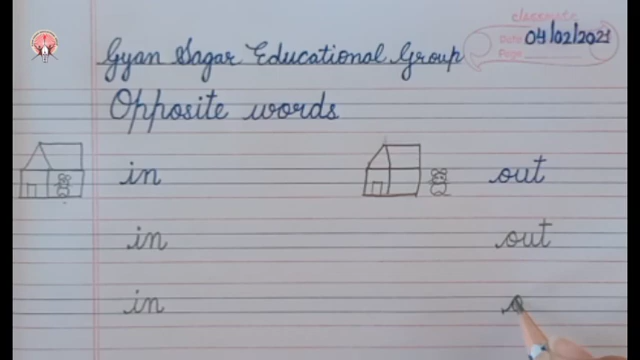 classmate
Date 04/02/2021
Page
Gyan Sagar Educational Group
Opposite words
in out
in out
in o